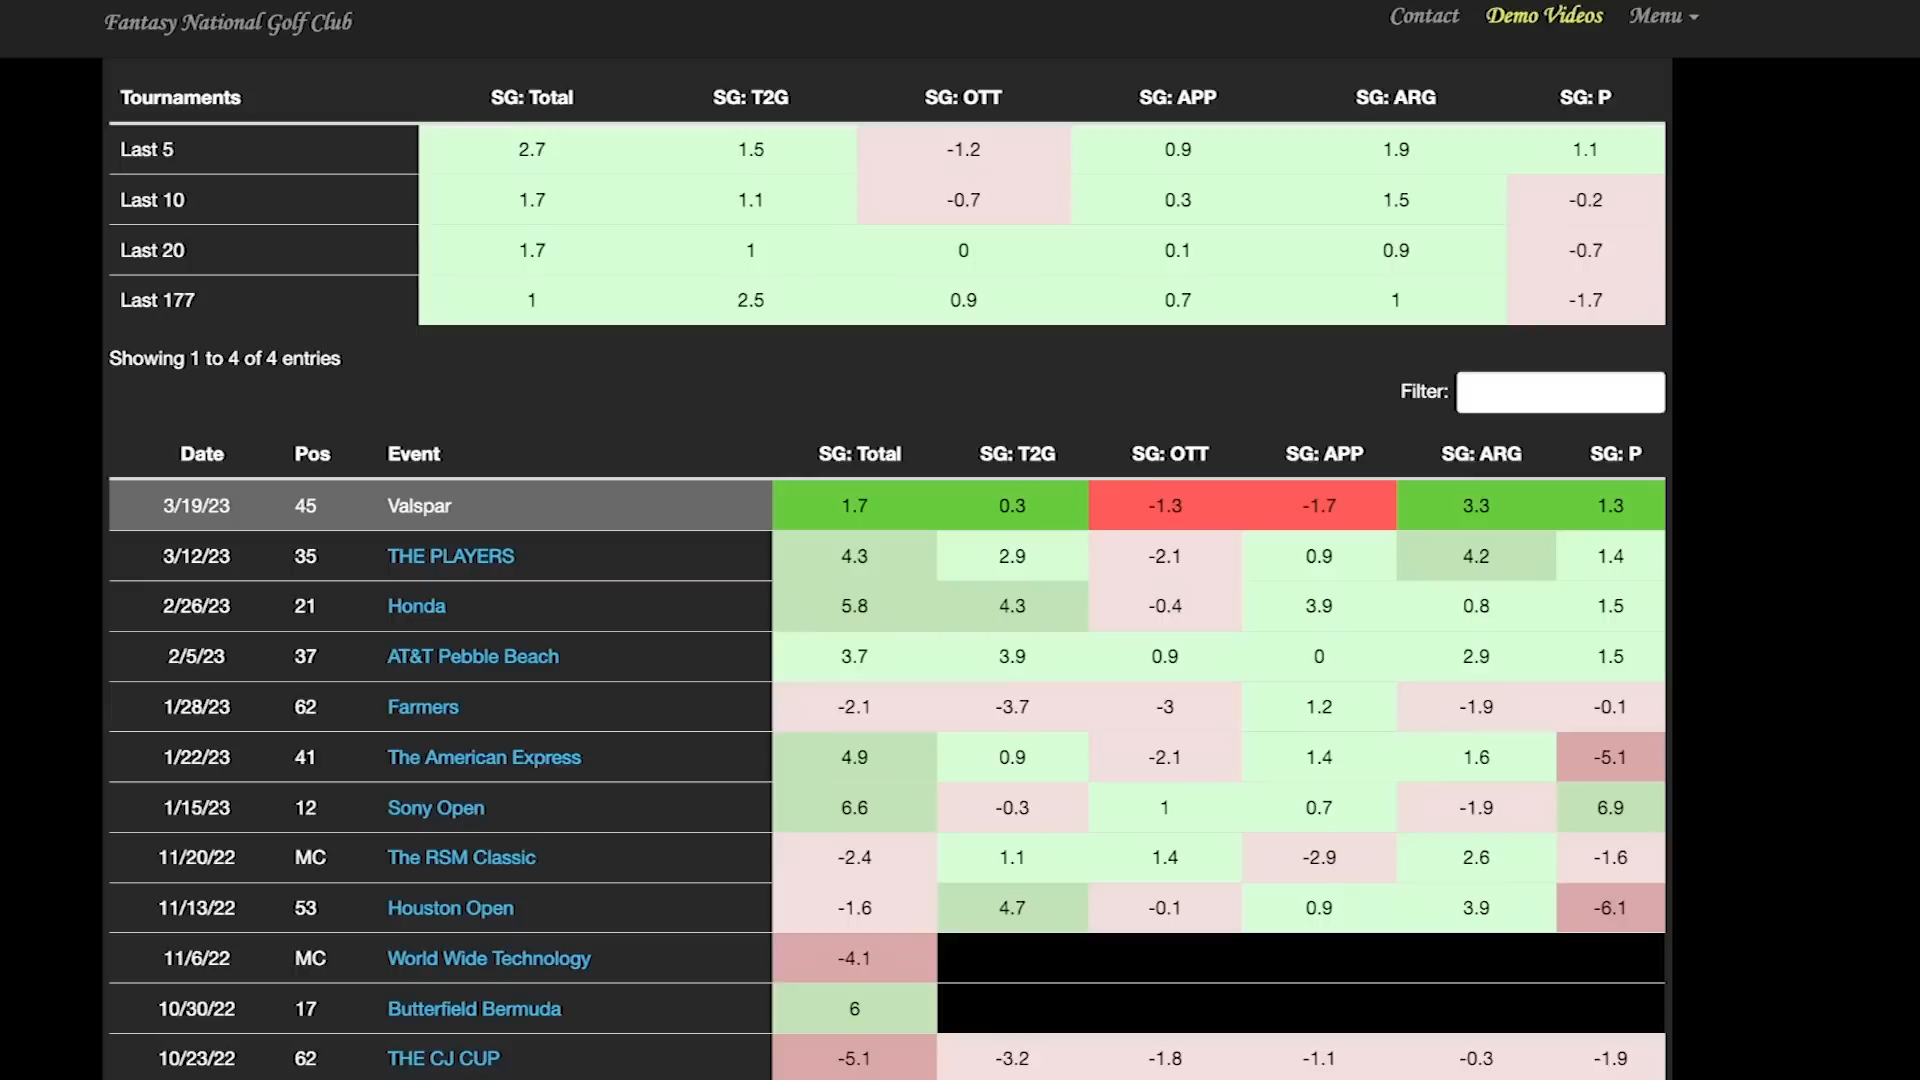 Fantasy National Golf Club Contact Demo Videos Menu
Tournaments SG: Total SG: T2G SG: OTT SG: APP SG: ARG SG: P
Last 5 2.7 1.5 -1.2 0.9 1.9 1.1
Last 10 1.7 1.1 -0.7 0.3 1.5 -0.2
Last 20 1.7 1 0 0.1 0.9 -0.7
Last 177 1 2.5 0.9 0.7 1 -1.7
Showing 1 to 4 of 4 entries
Filter:
Date Pos Event SG: Total SG: T2G SG: OTT SG: APP SG: ARG SG: P
3/19/23 45 Valspar 1.7 0.3 -1.3 -1.7 3.3 1.3
3/12/23 35 THE PLAYERS 4.3 2.9 -2.1 0.9 4.2 1.4
2/26/23 21 Honda 5.8 4.3 -0.4 3.9 0.8 1.5
2/5/23 37 AT&T Pebble Beach 3.7 3.9 0.9 0 2.9 1.5
1/28/23 62 Farmers -2.1 -3.7 -3 1.2 -1.9 -0.1
1/22/23 41 The American Express 4.9 0.9 -2.1 1.4 1.6 -5.1
1/15/23 12 Sony Open 6.6 -0.3 1 0.7 -1.9 6.9
11/20/22 MC The RSM Classic -2.4 1.1 1.4 -2.9 2.6 -1.6
11/13/22 53 Houston Open -1.6 4.7 -0.1 0.9 3.9 -6.1
11/6/22 MC World Wide Technology -4.1
10/30/22 17 Butterfield Bermuda 6
10/23/22 62 THE CJ CUP -5.1 -3.2 -1.8 -1.1 -0.3 -1.9